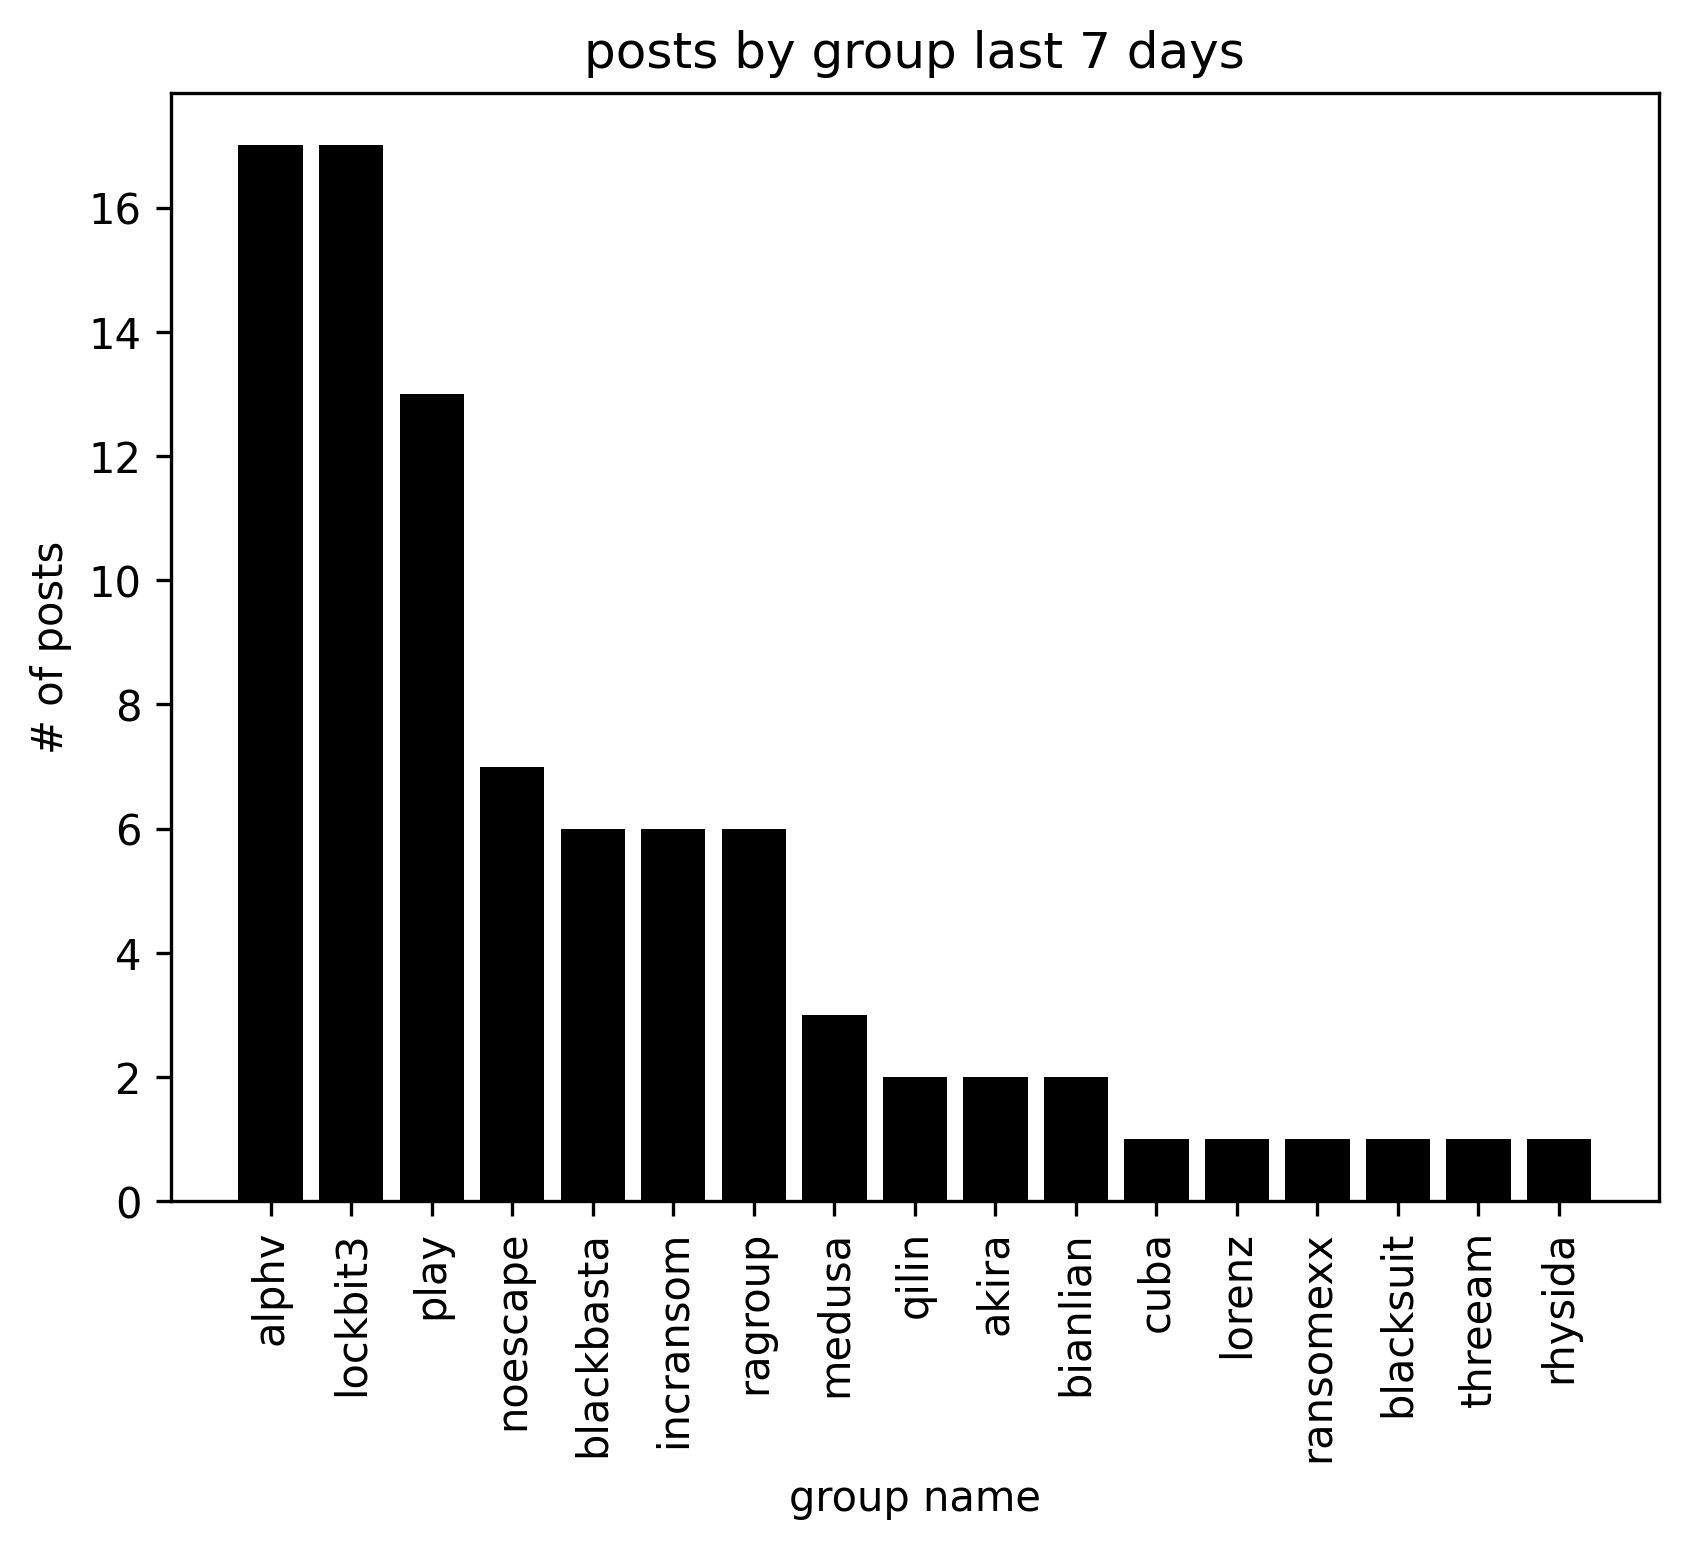 posts by group last 7 days
# of posts
16
14
12
10
8
6
4
2
0
alphv
lockbit3
play
noescape
blackbasta
incransom
ragroup
medusa
qilin
akira
bianlian
cuba
lorenz
ransomexx
blacksuit
threeam
rhysida
group name